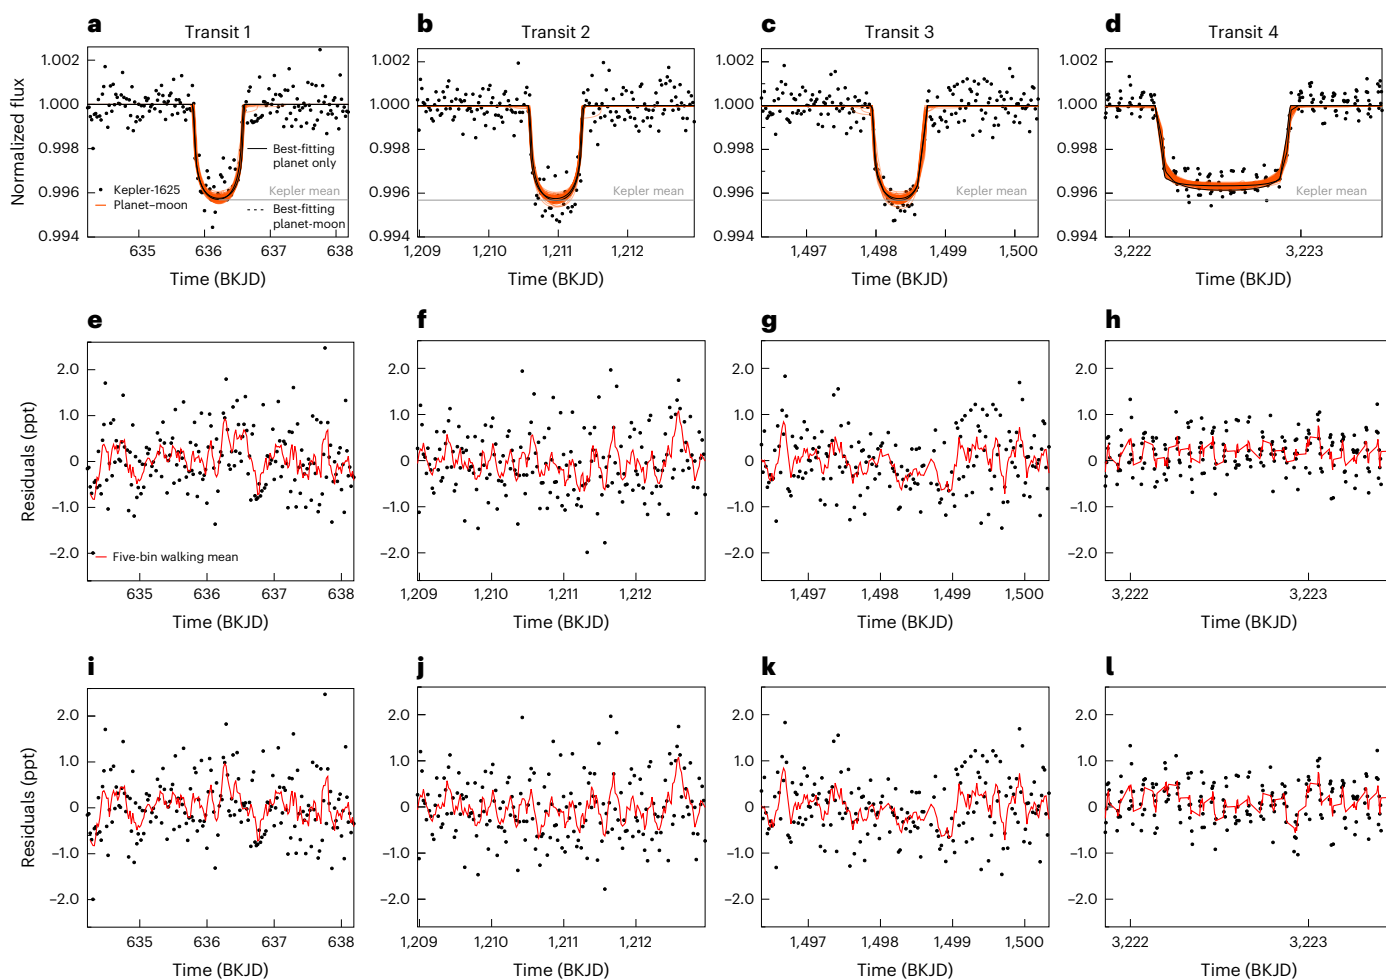 a Transit 1
b Transit 2
c Transit 3
d Transit 4
Normalized flux
1.002
1.000
0.998
0.996
0.994
Best-fitting
planet only
Kepler-1625
Planet–moon
Kepler mean
Best-fitting
planet-moon
635 636 637 638
Time (BKJD)
1.002
1.000
0.998
0.996
0.994
Kepler mean
1,209 1,210 1,211 1,212
Time (BKJD)
1.002
1.000
0.998
0.996
0.994
Kepler mean
1,497 1,498 1,499 1,500
Time (BKJD)
1.002
1.000
0.998
0.996
0.994
Kepler mean
3,222 3,223
Time (BKJD)
e
Residuals (ppt)
2.0
1.0
0
–1.0
–2.0
Five-bin walking mean
635 636 637 638
Time (BKJD)
f
2.0
1.0
0
–1.0
–2.0
1,209 1,210 1,211 1,212
Time (BKJD)
g
2.0
1.0
0
–1.0
–2.0
1,497 1,498 1,499 1,500
Time (BKJD)
h
2.0
1.0
0
–1.0
–2.0
3,222 3,223
Time (BKJD)
i
Residuals (ppt)
2.0
1.0
0
–1.0
–2.0
635 636 637 638
Time (BKJD)
j
2.0
1.0
0
–1.0
–2.0
1,209 1,210 1,211 1,212
Time (BKJD)
k
2.0
1.0
0
–1.0
–2.0
1,497 1,498 1,499 1,500
Time (BKJD)
l
2.0
1.0
0
–1.0
–2.0
3,222 3,223
Time (BKJD)